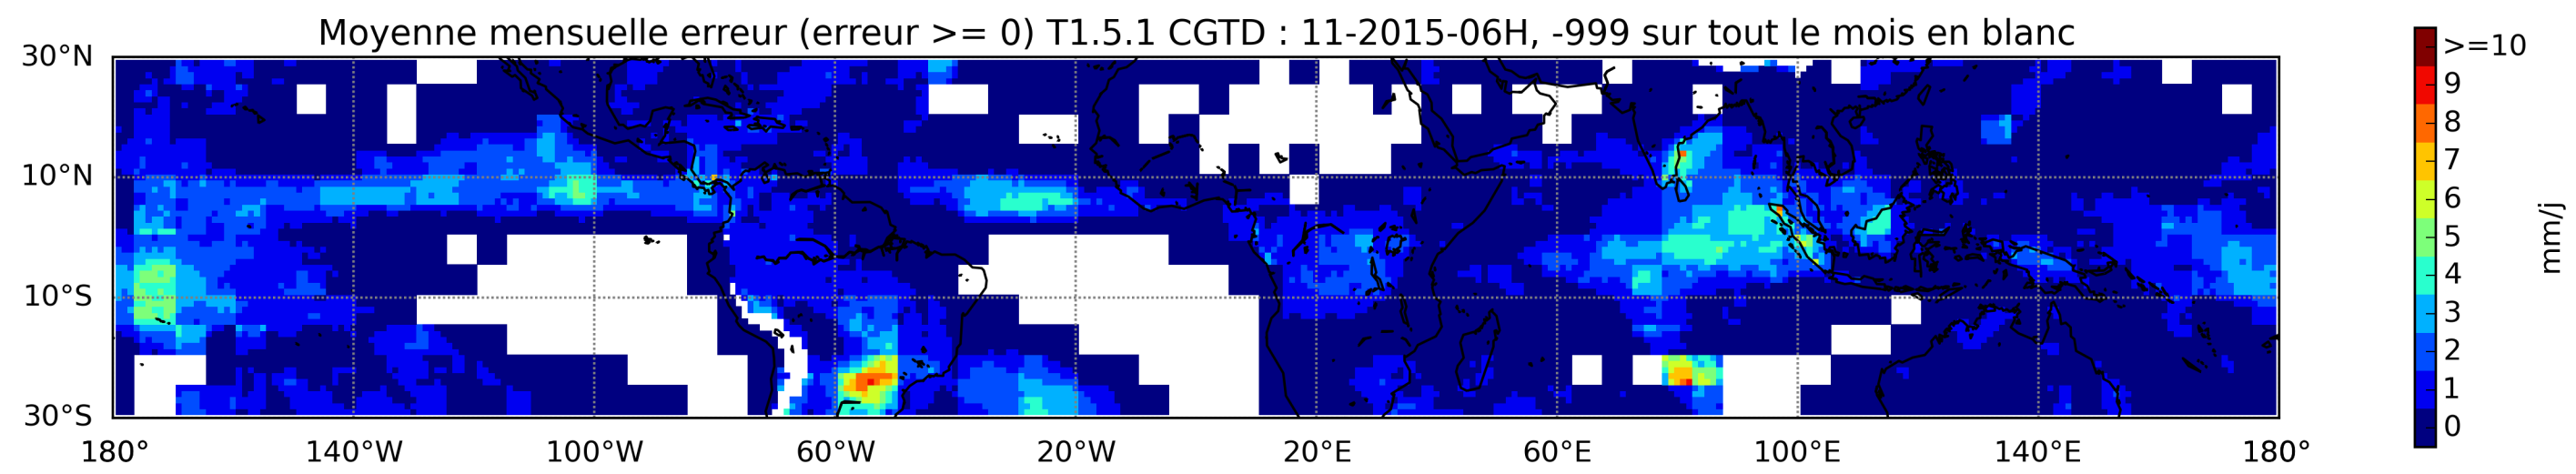 Moyenne mensuelle erreur (erreur >= 0) T1.5.1 CGTD : 11-2015-06H, -999 sur tout le mois en blanc
30°N
10°N
10°S
30°S
180° 140°W 100°W 60°W 20°W 20°E 60°E 100°E 140°E 180°
>=10
9
8
7
6
5
4
3
2
1
0
mm/j